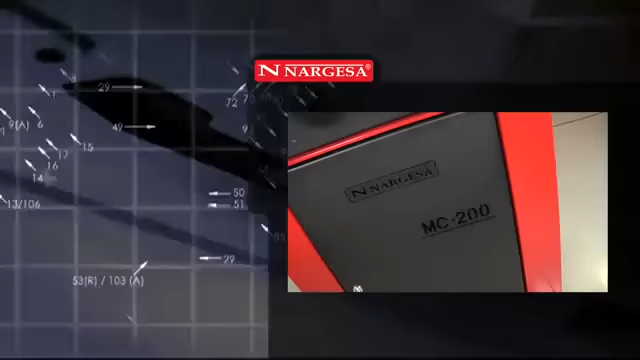 N NARGESA®
29
49
72
9(A)
6
15
17
16
14
13/106
50
51
29
53(R) / 103 (A)
N NARGESA
MC-200